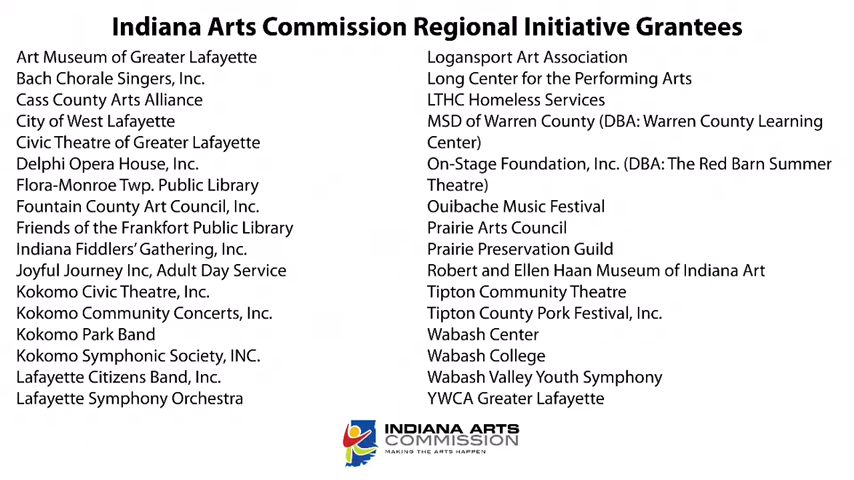 Indiana Arts Commission Regional Initiative Grantees
Art Museum of Greater Lafayette
Bach Chorale Singers, Inc.
Cass County Arts Alliance
City of West Lafayette
Civic Theatre of Greater Lafayette
Delphi Opera House, Inc.
Flora-Monroe Twp. Public Library
Fountain County Art Council, Inc.
Friends of the Frankfort Public Library
Indiana Fiddlers' Gathering, Inc.
Joyful Journey Inc, Adult Day Service
Kokomo Civic Theatre, Inc.
Kokomo Community Concerts, Inc.
Kokomo Park Band
Kokomo Symphonic Society, INC.
Lafayette Citizens Band, Inc.
Lafayette Symphony Orchestra
Logansport Art Association
Long Center for the Performing Arts
LTHC Homeless Services
MSD of Warren County (DBA: Warren County Learning
Center)
On-Stage Foundation, Inc. (DBA: The Red Barn Summer
Theatre)
Ouibache Music Festival
Prairie Arts Council
Prairie Preservation Guild
Robert and Ellen Haan Museum of Indiana Art
Tipton Community Theatre
Tipton County Pork Festival, Inc.
Wabash Center
Wabash College
Wabash Valley Youth Symphony
YWCA Greater Lafayette
INDIANA ARTS
COMMISSION
MAKING THE ARTS HAPPEN